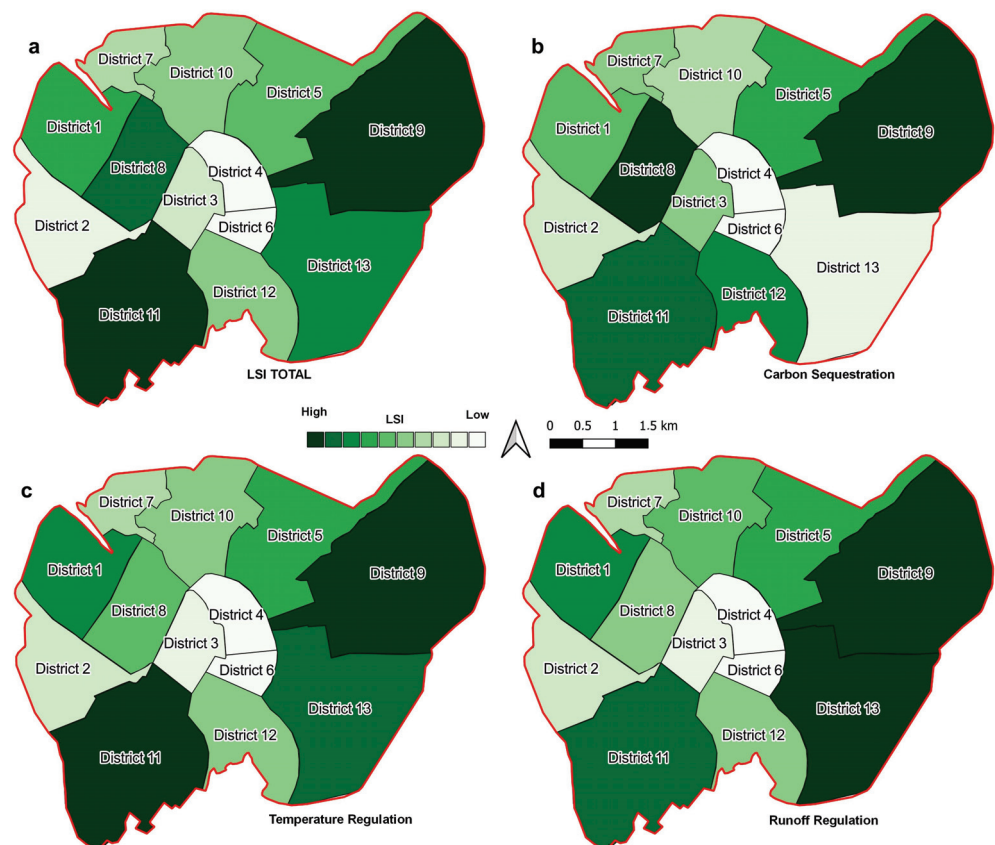 a
District 7
District 10
District 5
District 1
District 9
District 8
District 4
District 3
District 2
District 6
District 13
District 12
District 11
LSI TOTAL
b
District 7
District 10
District 5
District 1
District 9
District 8
District 4
District 3
District 2
District 6
District 13
District 12
District 11
Carbon Sequestration
High LSI Low
0 0.5 1 1.5 km
c
District 7
District 10
District 5
District 1
District 9
District 8
District 4
District 3
District 2
District 6
District 13
District 12
District 11
Temperature Regulation
d
District 7
District 10
District 5
District 1
District 9
District 8
District 4
District 3
District 2
District 6
District 13
District 12
District 11
Runoff Regulation